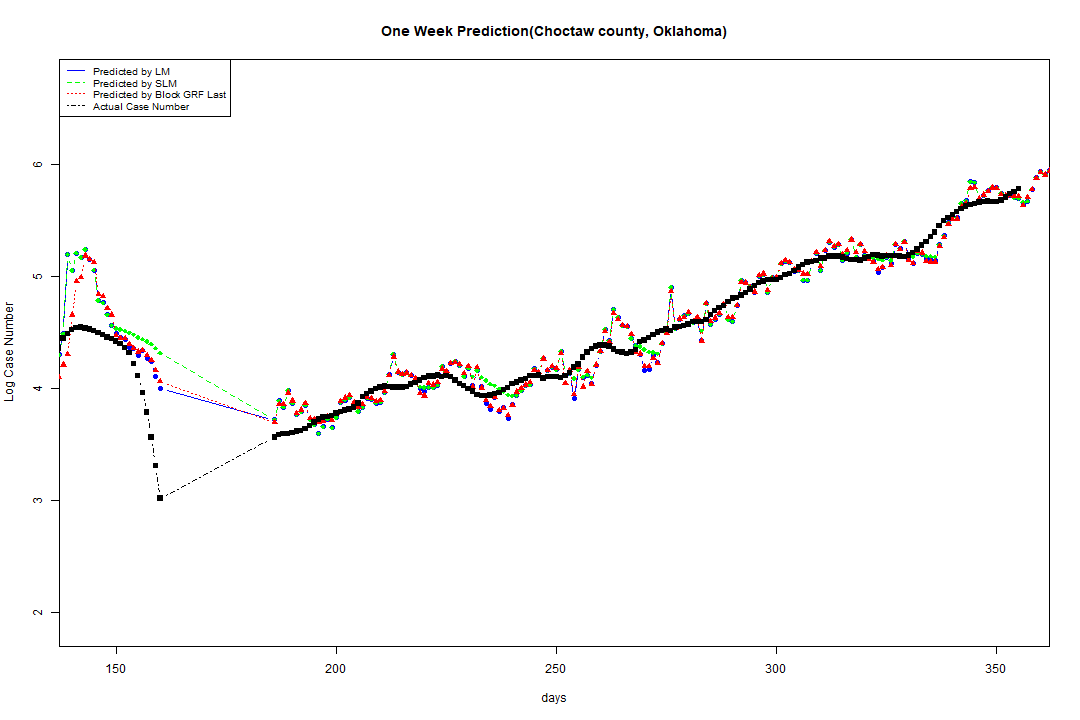 One Week Prediction(Choctaw county, Oklahoma)
Predicted by LM
Predicted by SLM
Predicted by Block GRF Last
Actual Case Number
6
5
4
3
2
Log Case Number
150 200 250 300 350
days